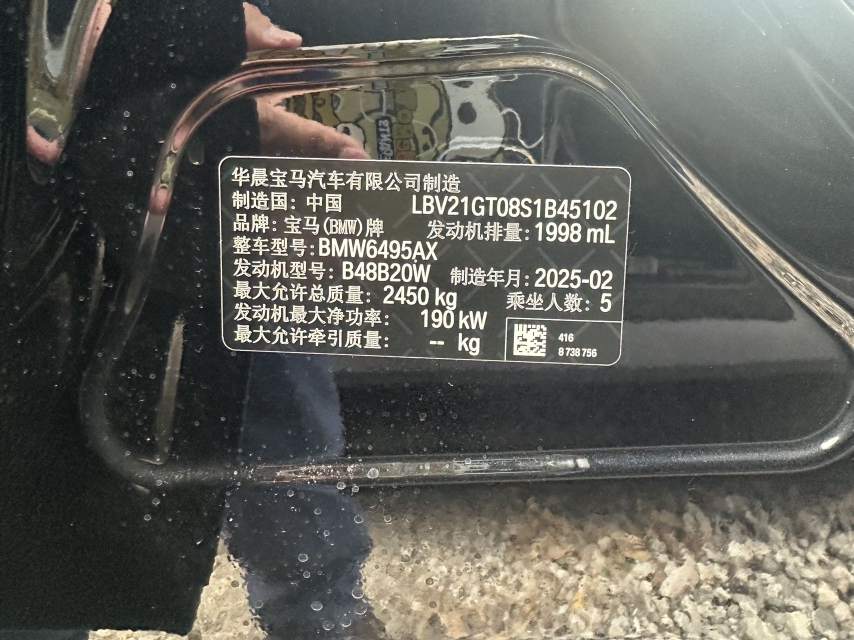 华晨宝马汽车有限公司制造
制造国: 中国 LBV21GT08S1B45102
品牌: 宝马(BMW)牌 发动机排量: 1998 mL
整车型号: BMW6495AX
发动机型号: B48B20W 制造年月: 2025-02
最大允许总质量: 2450 kg 乘坐人数: 5
发动机最大净功率: 190 kW
最大允许牵引质量: -- kg
416
8 738 756